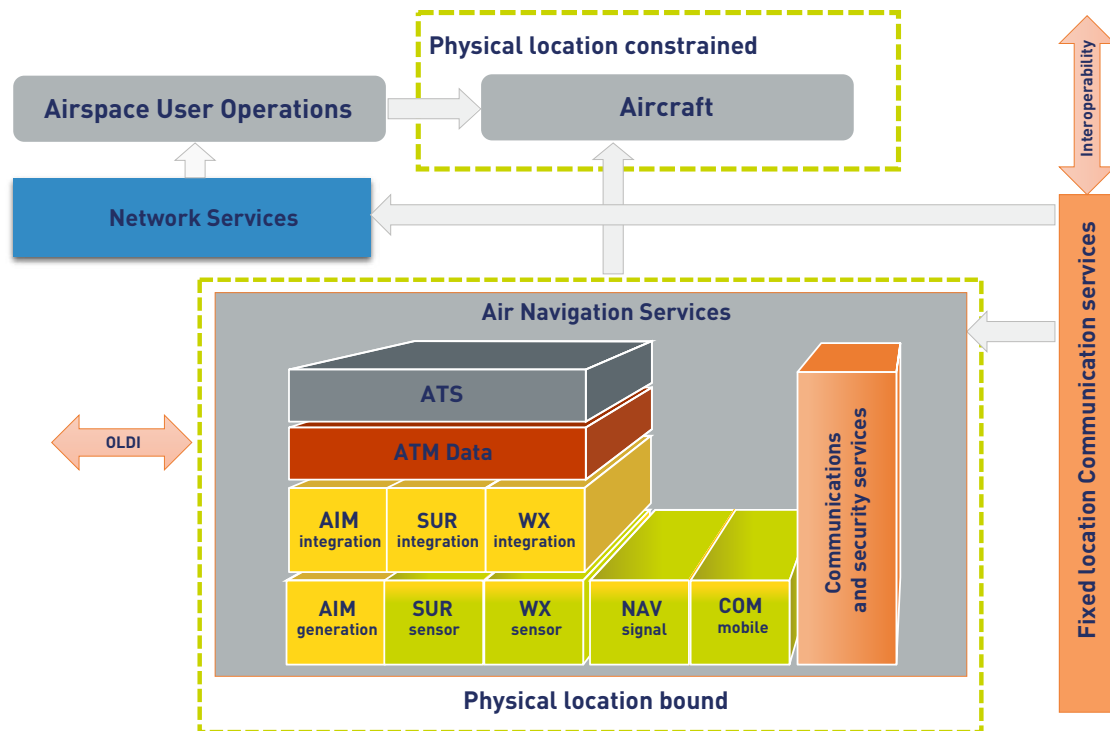 Physical location constrained
Airspace User Operations
Aircraft
Interoperability
Network Services
Fixed Location Communication services
Air Navigation Services
ATS
OLDI
ATM Data
AIM
integration
SUR
integration
WX
integration
Communications
and security services
AIM
generation
SUR
sensor
WX
sensor
NAV
signal
COM
mobile
Physical location bound